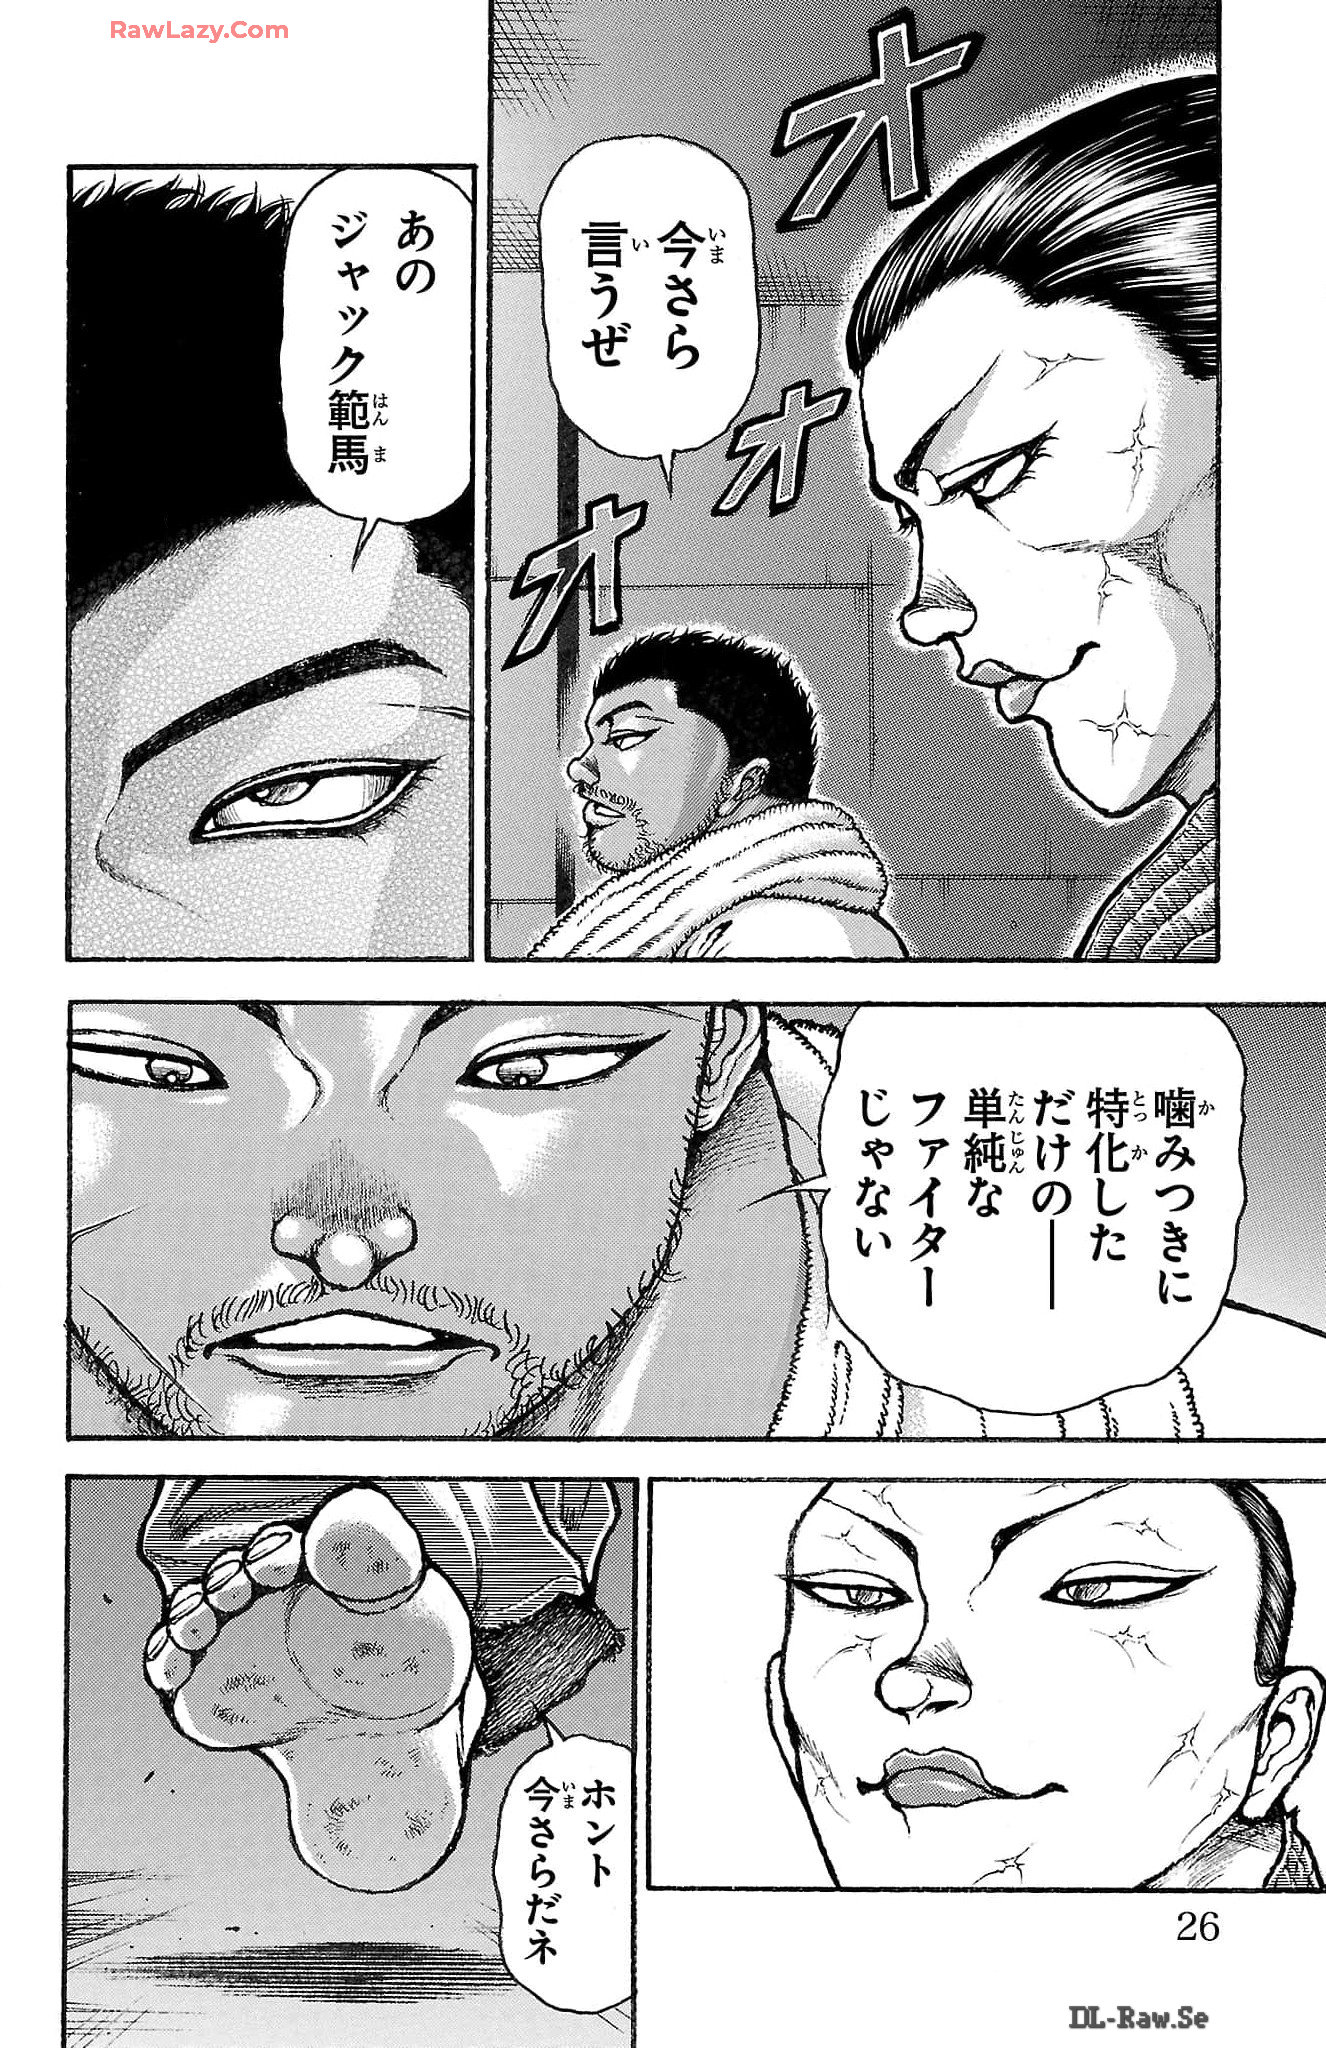 RawLazy.Com
オ
オ
オ
今さら
言うぜ
あの
ジャック範馬
噛みつきに
特化した
だけの──
単純な
ファイター
じゃない
ホント
今さらだネ
26
DL-Raw.Se